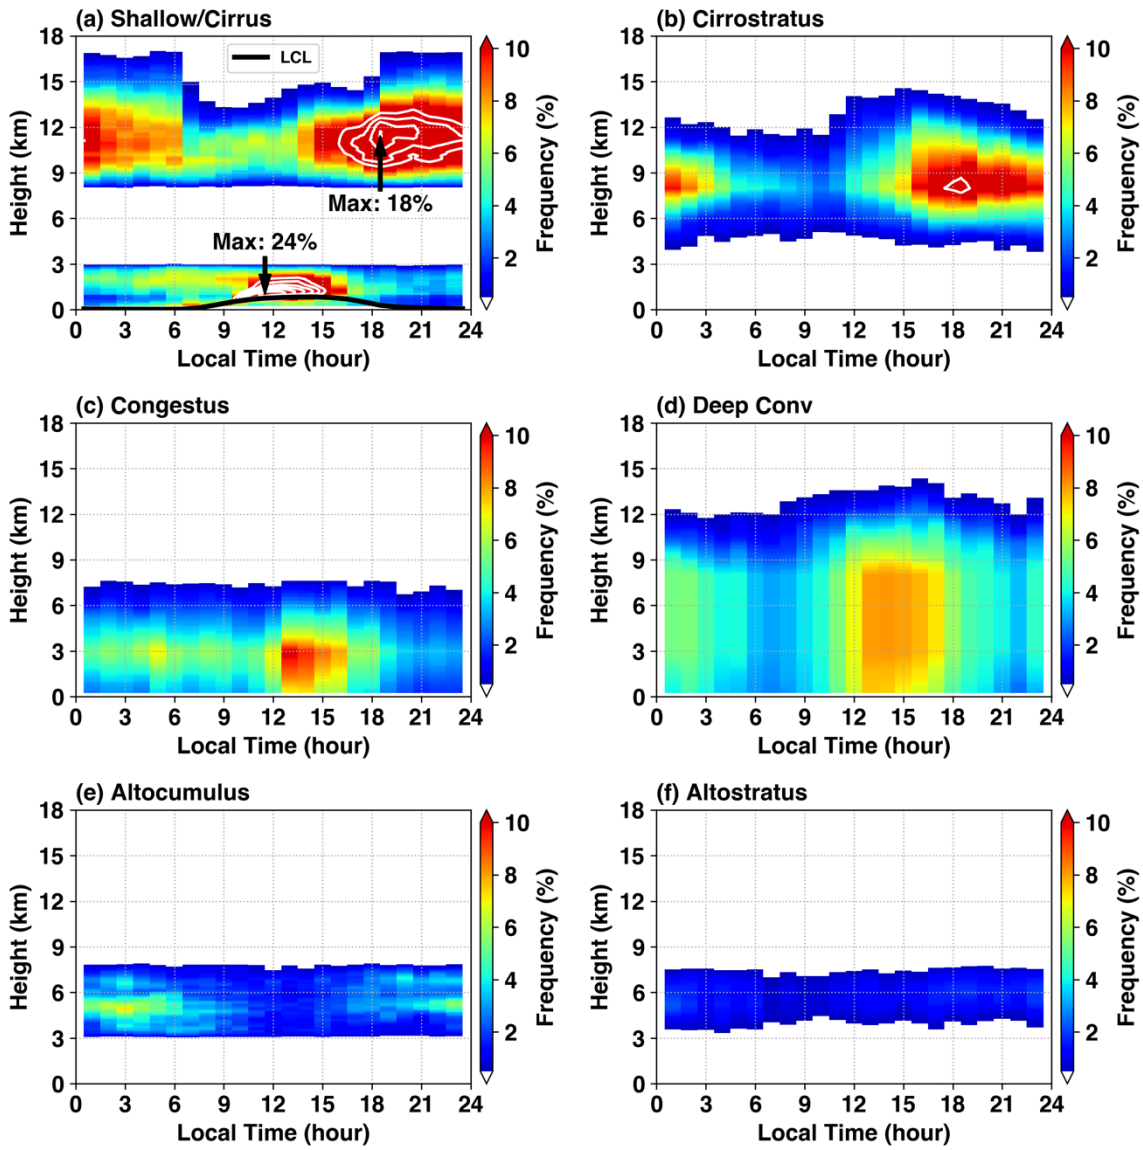 (a) Shallow/Cirrus
18
15
12
9
6
3
0
Height (km)
LCL
Max: 18%
Max: 24%
0 3 6 9 12 15 18 21 24
Local Time (hour)
10
8
6
4
2
Frequency (%)
(b) Cirrostratus
18
15
12
9
6
3
0
Height (km)
0 3 6 9 12 15 18 21 24
Local Time (hour)
10
8
6
4
2
Frequency (%)
(c) Congestus
18
15
12
9
6
3
0
Height (km)
0 3 6 9 12 15 18 21 24
Local Time (hour)
10
8
6
4
2
Frequency (%)
(d) Deep Conv
18
15
12
9
6
3
0
Height (km)
0 3 6 9 12 15 18 21 24
Local Time (hour)
10
8
6
4
2
Frequency (%)
(e) Altocumulus
18
15
12
9
6
3
0
Height (km)
0 3 6 9 12 15 18 21 24
Local Time (hour)
10
8
6
4
2
Frequency (%)
(f) Altostratus
18
15
12
9
6
3
0
Height (km)
0 3 6 9 12 15 18 21 24
Local Time (hour)
10
8
6
4
2
Frequency (%)